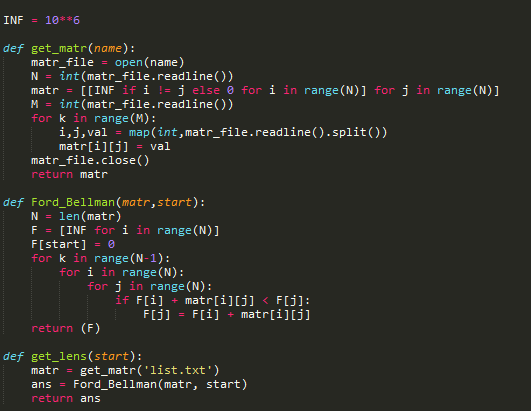 INF = 10**6
def get_matr(name):
    matr_file = open(name)
    N = int(matr_file.readline())
    matr = [[INF if i != j else 0 for i in range(N)] for j in range(N)]
    M = int(matr_file.readline())
    for k in range(M):
        i,j,val = map(int,matr_file.readline().split())
        matr[i][j] = val
    matr_file.close()
    return matr
def Ford_Bellman(matr,start):
    N = len(matr)
    F = [INF for i in range(N)]
    F[start] = 0
    for k in range(N-1):
        for i in range(N):
            for j in range(N):
                if F[i] + matr[i][j] < F[j]:
                    F[j] = F[i] + matr[i][j]
    return (F)
def get_lens(start):
    matr = get_matr('list.txt')
    ans = Ford_Bellman(matr, start)
    return ans